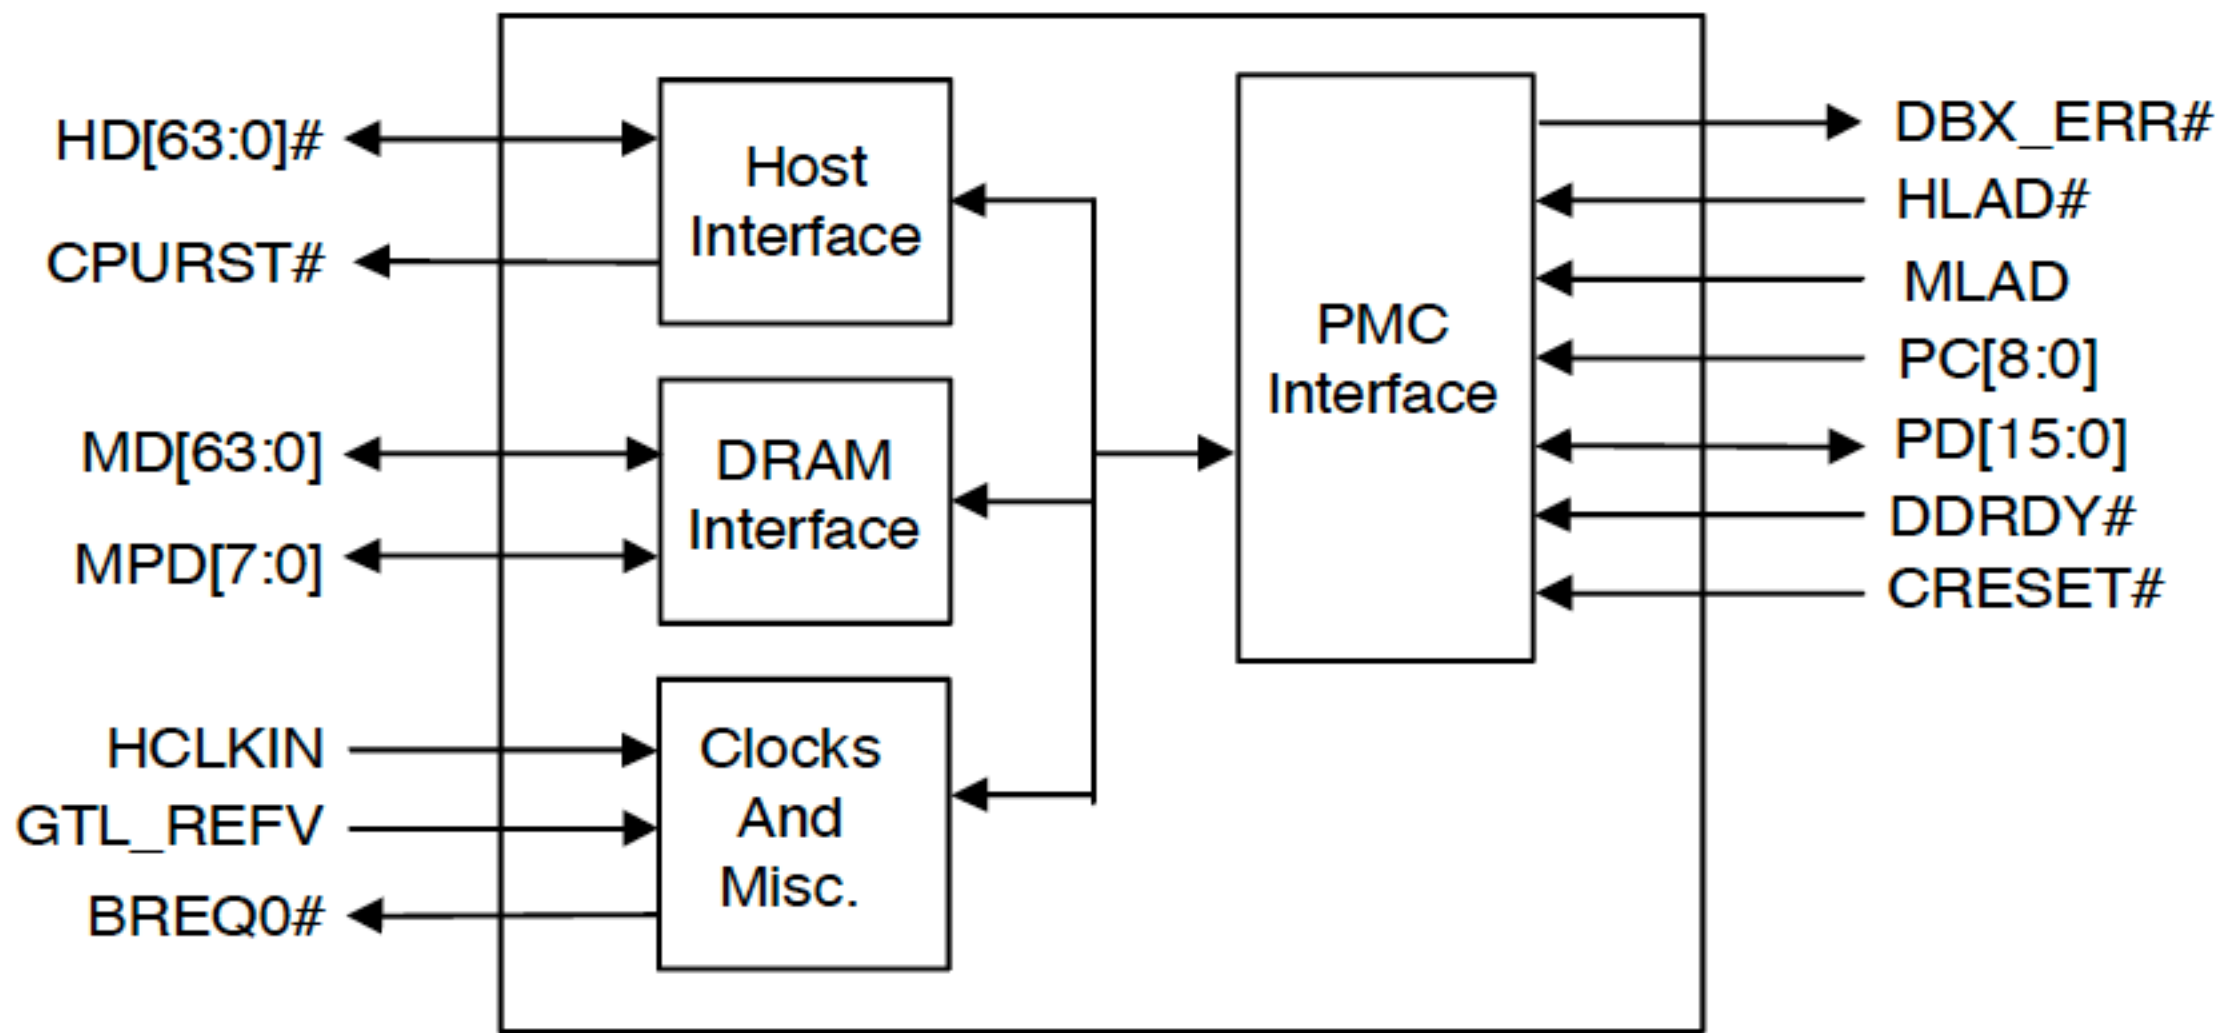 HD[63:0]#
CPURST#
MD[63:0]
MPD[7:0]
HCLKIN
GTL_REFV
BREQ0#
Host
Interface
DRAM
Interface
Clocks
And
Misc.
PMC
Interface
DBX_ERR#
HLAD#
MLAD
PC[8:0]
PD[15:0]
DDRDY#
CRESET#